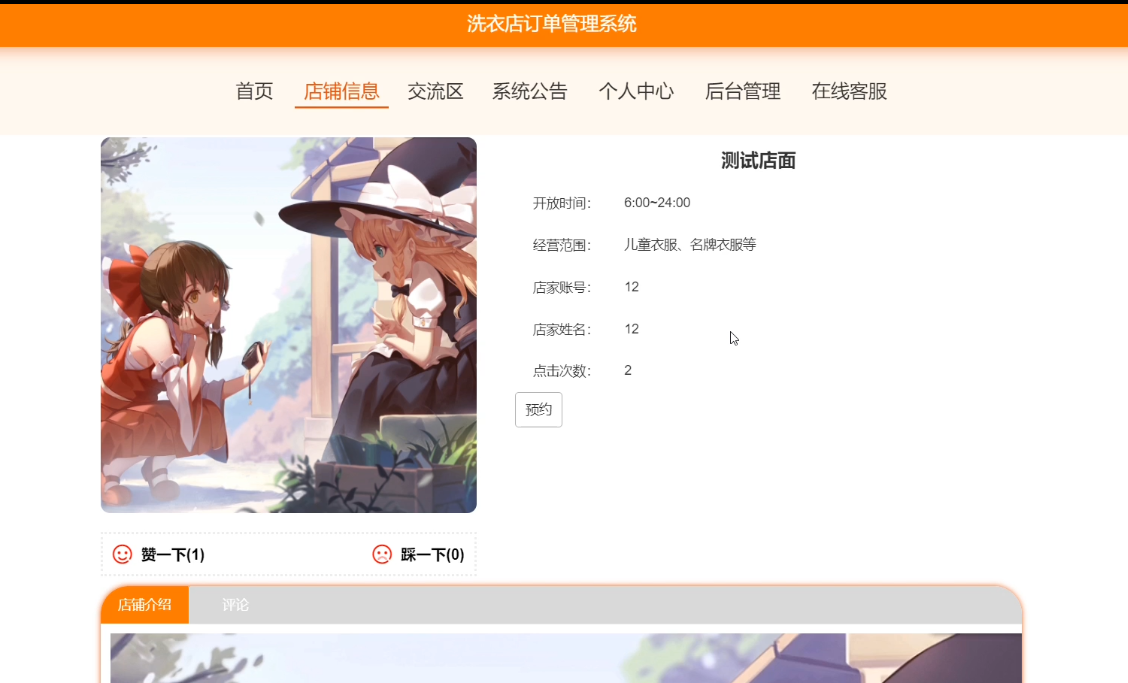 洗衣店订单管理系统
首页 店铺信息 交流区 系统公告 个人中心 后台管理 在线客服
测试店面
开放时间： 6:00~24:00
经营范围： 儿童衣服、名牌衣服等
店家账号： 12
店家姓名： 12
点击次数： 2
预约
赞一下(1) 踩一下(0)
店铺介绍 评论